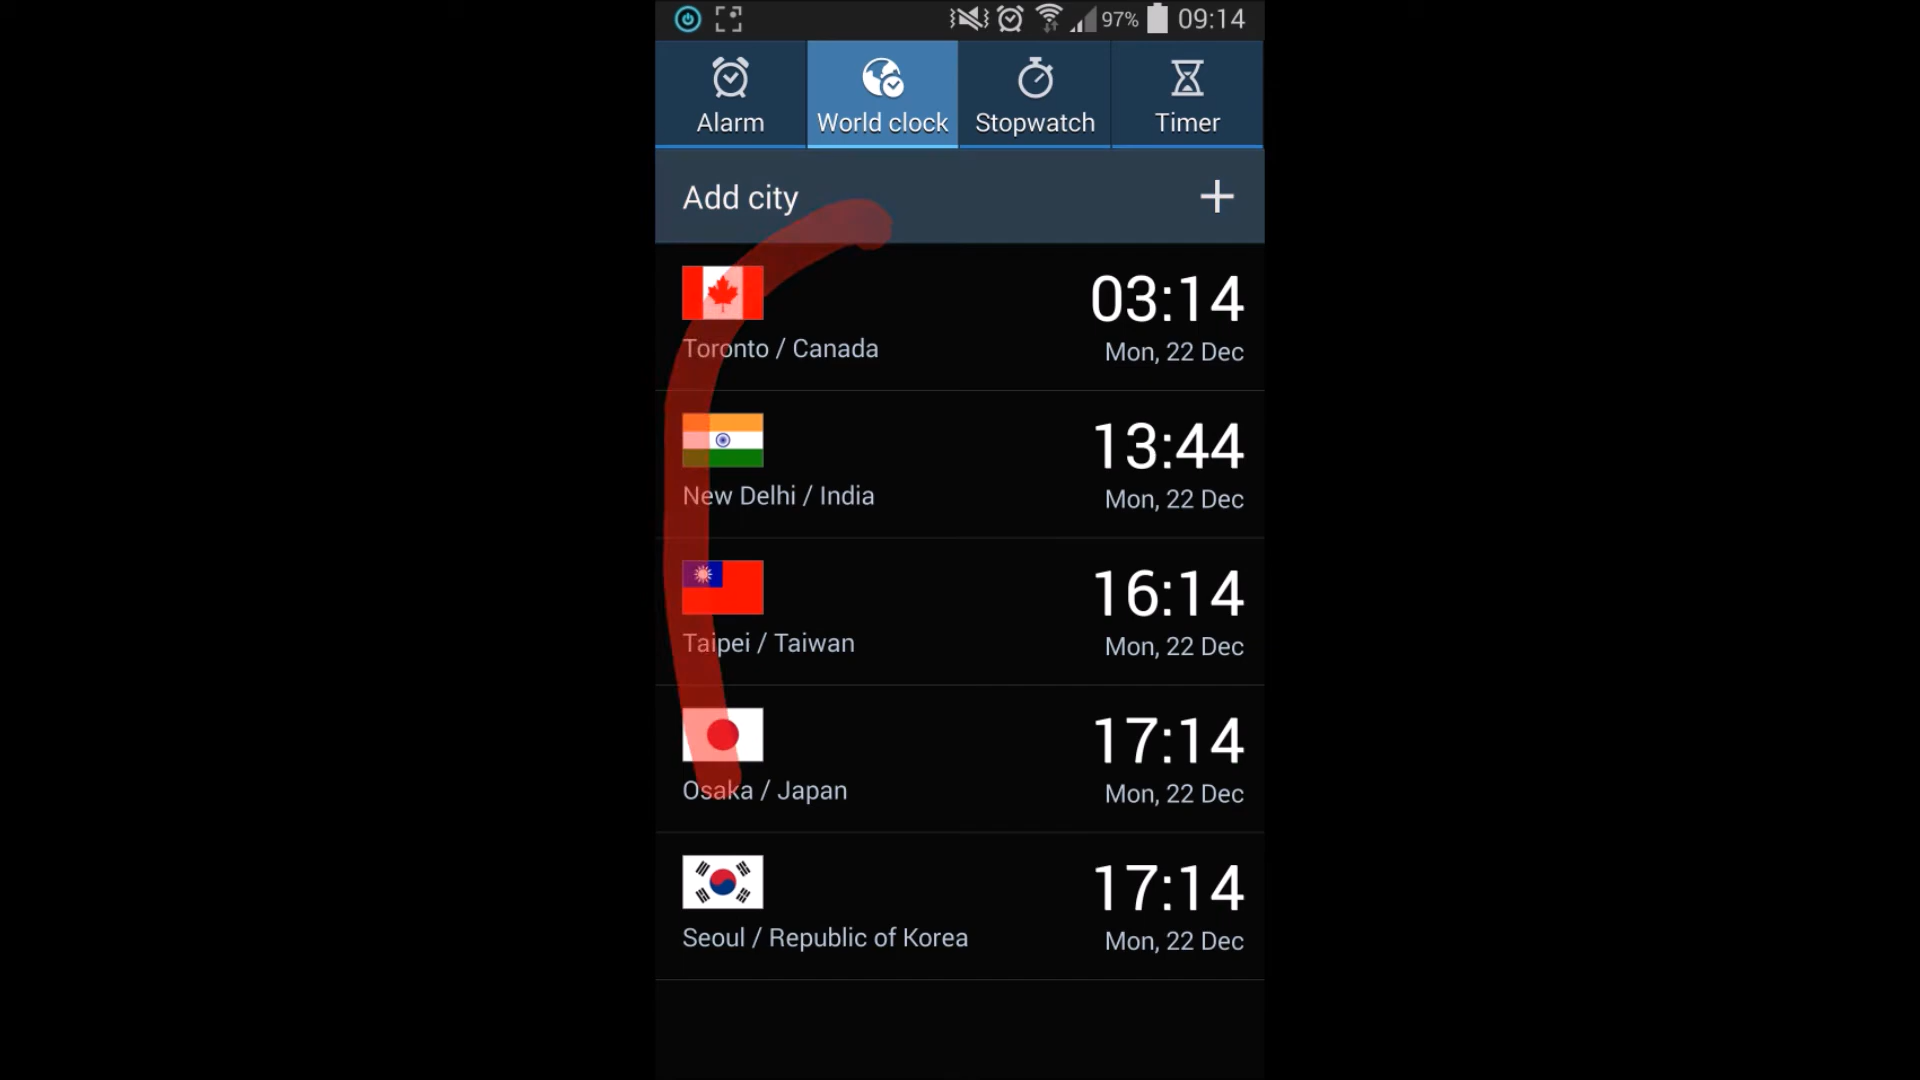 97% 09:14
Alarm World clock Stopwatch Timer
Add city +
03:14
Toronto / Canada Mon, 22 Dec
13:44
New Delhi / India Mon, 22 Dec
16:14
Taipei / Taiwan Mon, 22 Dec
17:14
Osaka / Japan Mon, 22 Dec
17:14
Seoul / Republic of Korea Mon, 22 Dec